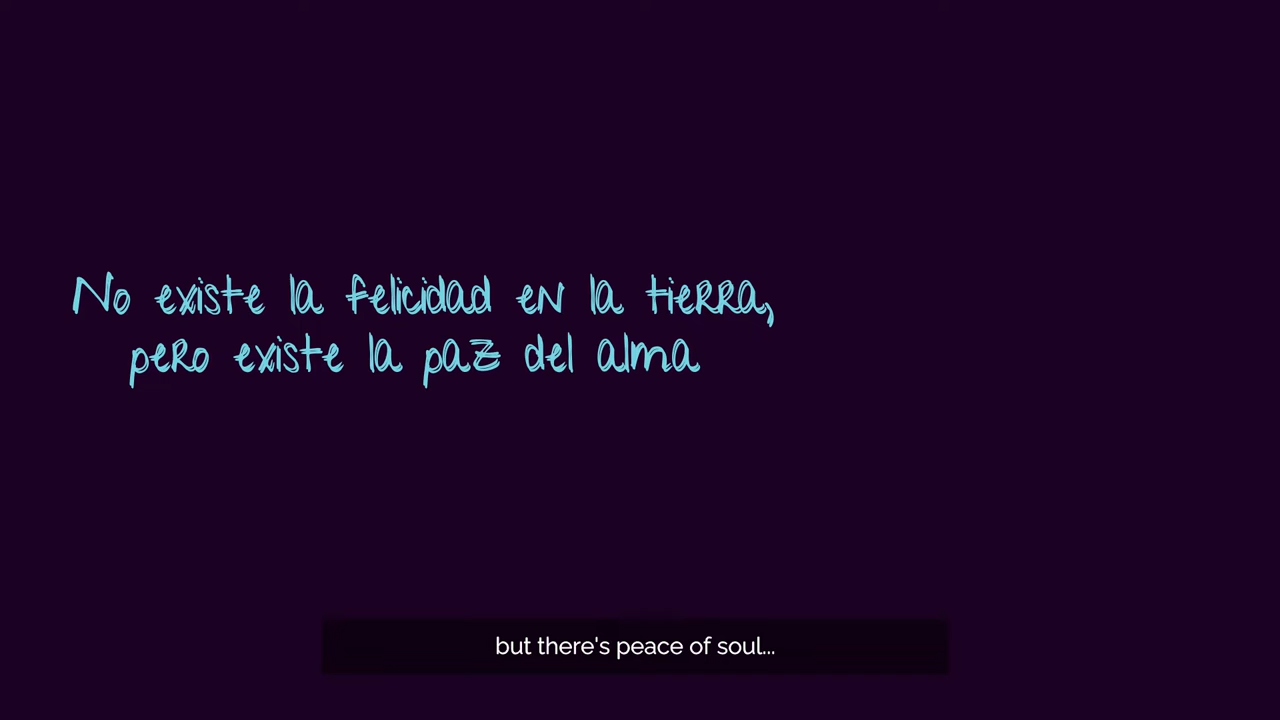 No existe la felicidad en la tierra,
pero existe la paz del alma
but there's peace of soul...